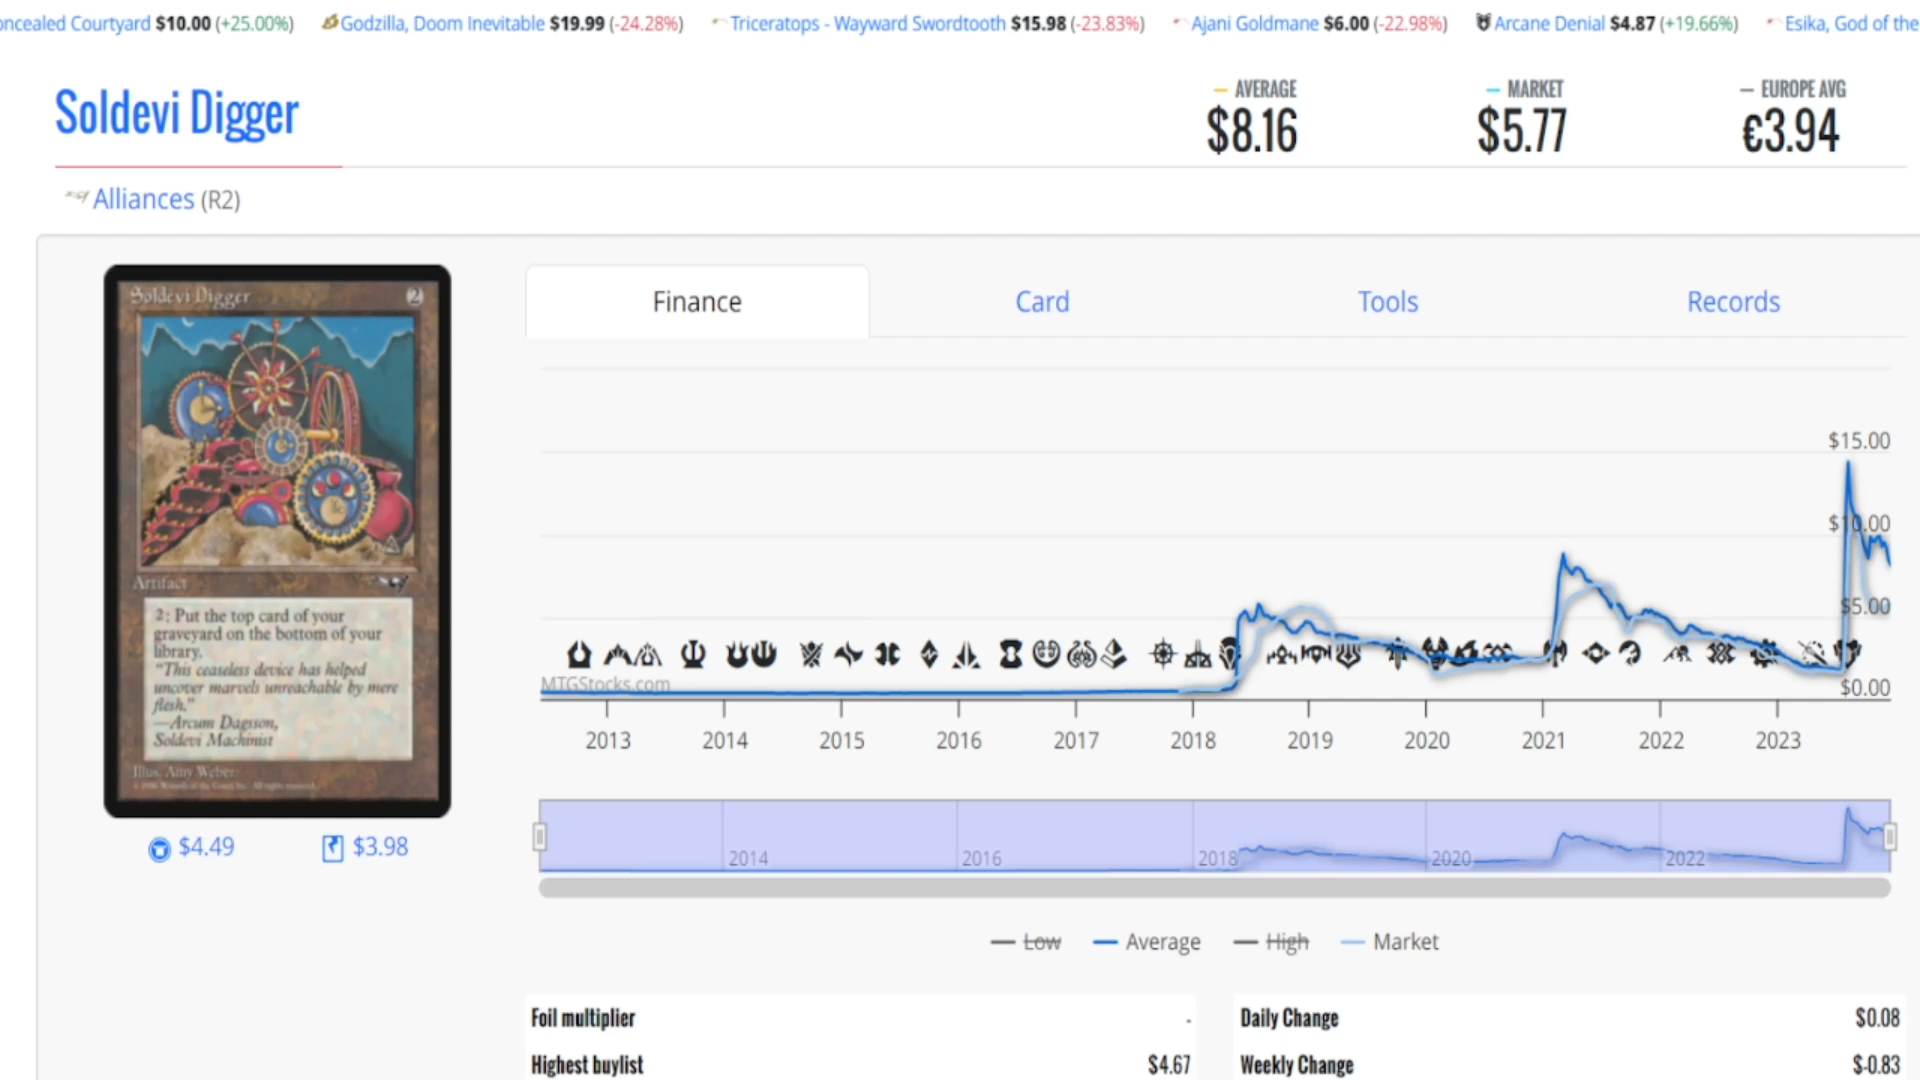 oncealed Courtyard $10.00 (+25.00%) Godzilla, Doom Inevitable $19.99 (-24.28%) Triceratops - Wayward Swordtooth $15.98 (-23.83%) Ajani Goldmane $6.00 (-22.98%) Arcane Denial $4.87 (+19.66%) Esika, God of the
Soldevi Digger
AVERAGE
$8.16
MARKET
$5.77
EUROPE AVG
€3.94
Alliances (R2)
Soldevi Digger 2
Artifact
2: Put the top card of your
graveyard on the bottom of your
library.
"This ceaseless device has helped
uncover marvels unreachable by mere
flesh."
—Arcum Dagsson,
Soldevi Machinist
Illus. Amy Weber
$4.49 $3.98
Finance Card Tools Records
$15.00
$10.00
$5.00
$0.00
MTGStocks.com
2013 2014 2015 2016 2017 2018 2019 2020 2021 2022 2023
2014 2016 2018 2020 2022
Low Average High Market
Foil multiplier -
Highest buylist $4.67
Daily Change $0.08
Weekly Change $-0.83